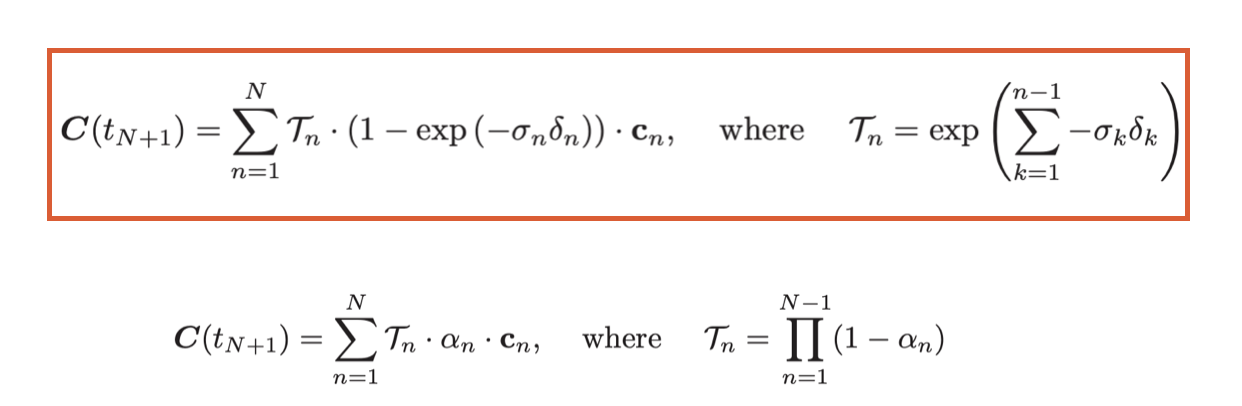 C(t_{N+1}) = \sum_{n=1}^{N} \mathcal{T}_n \cdot (1 - \exp(-\sigma_n \delta_n)) \cdot \mathbf{c}_n, where \mathcal{T}_n = \exp\left(\sum_{k=1}^{n-1} -\sigma_k \delta_k\right)
C(t_{N+1}) = \sum_{n=1}^{N} \mathcal{T}_n \cdot \alpha_n \cdot \mathbf{c}_n, where \mathcal{T}_n = \prod_{n=1}^{N-1} (1 - \alpha_n)